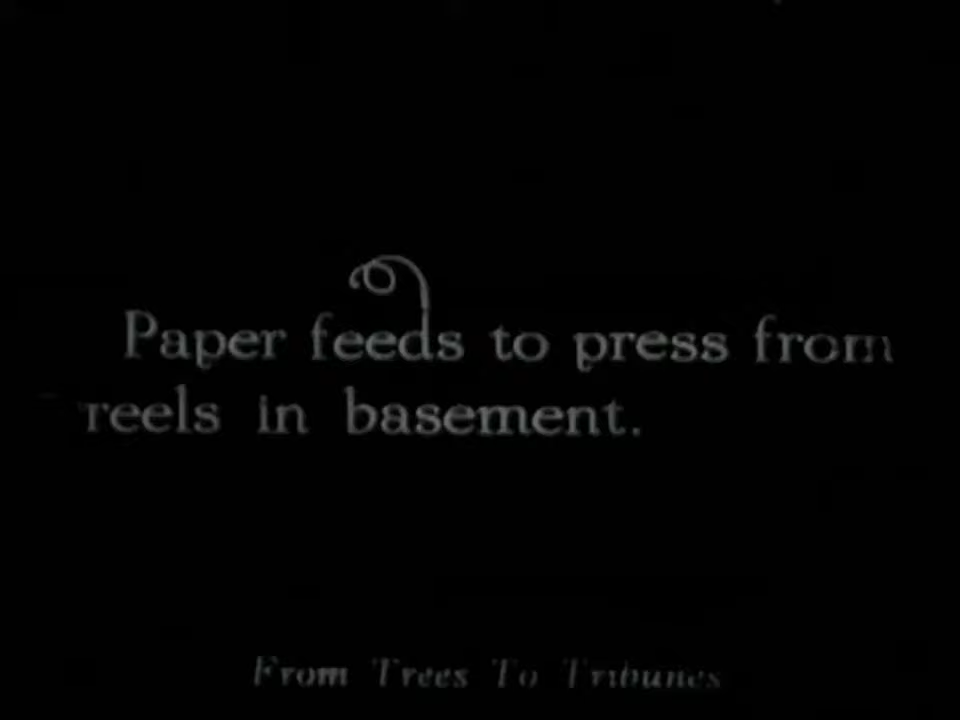 Paper feeds to press from
reels in basement.
From Trees To Tribunes